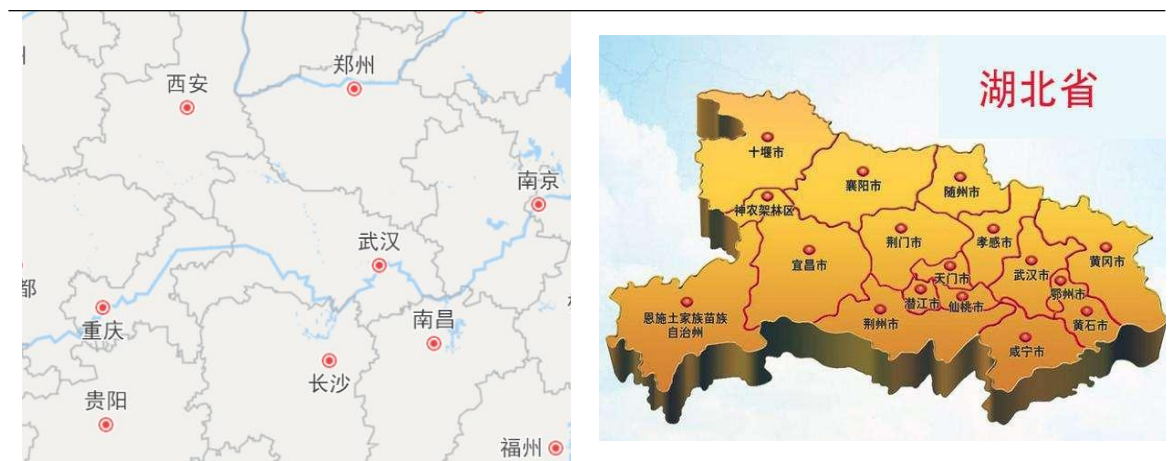 郑州
西安
南京
武汉
都
重庆
南昌
长沙
贵阳
福州
湖北省
十堰市
襄阳市
随州市
神农架林区
荆门市
孝感市
宜昌市
黄冈市
武汉市
天门市
鄂州市
潜江市
仙桃市
恩施土家族苗族
自治州
荆州市
黄石市
咸宁市